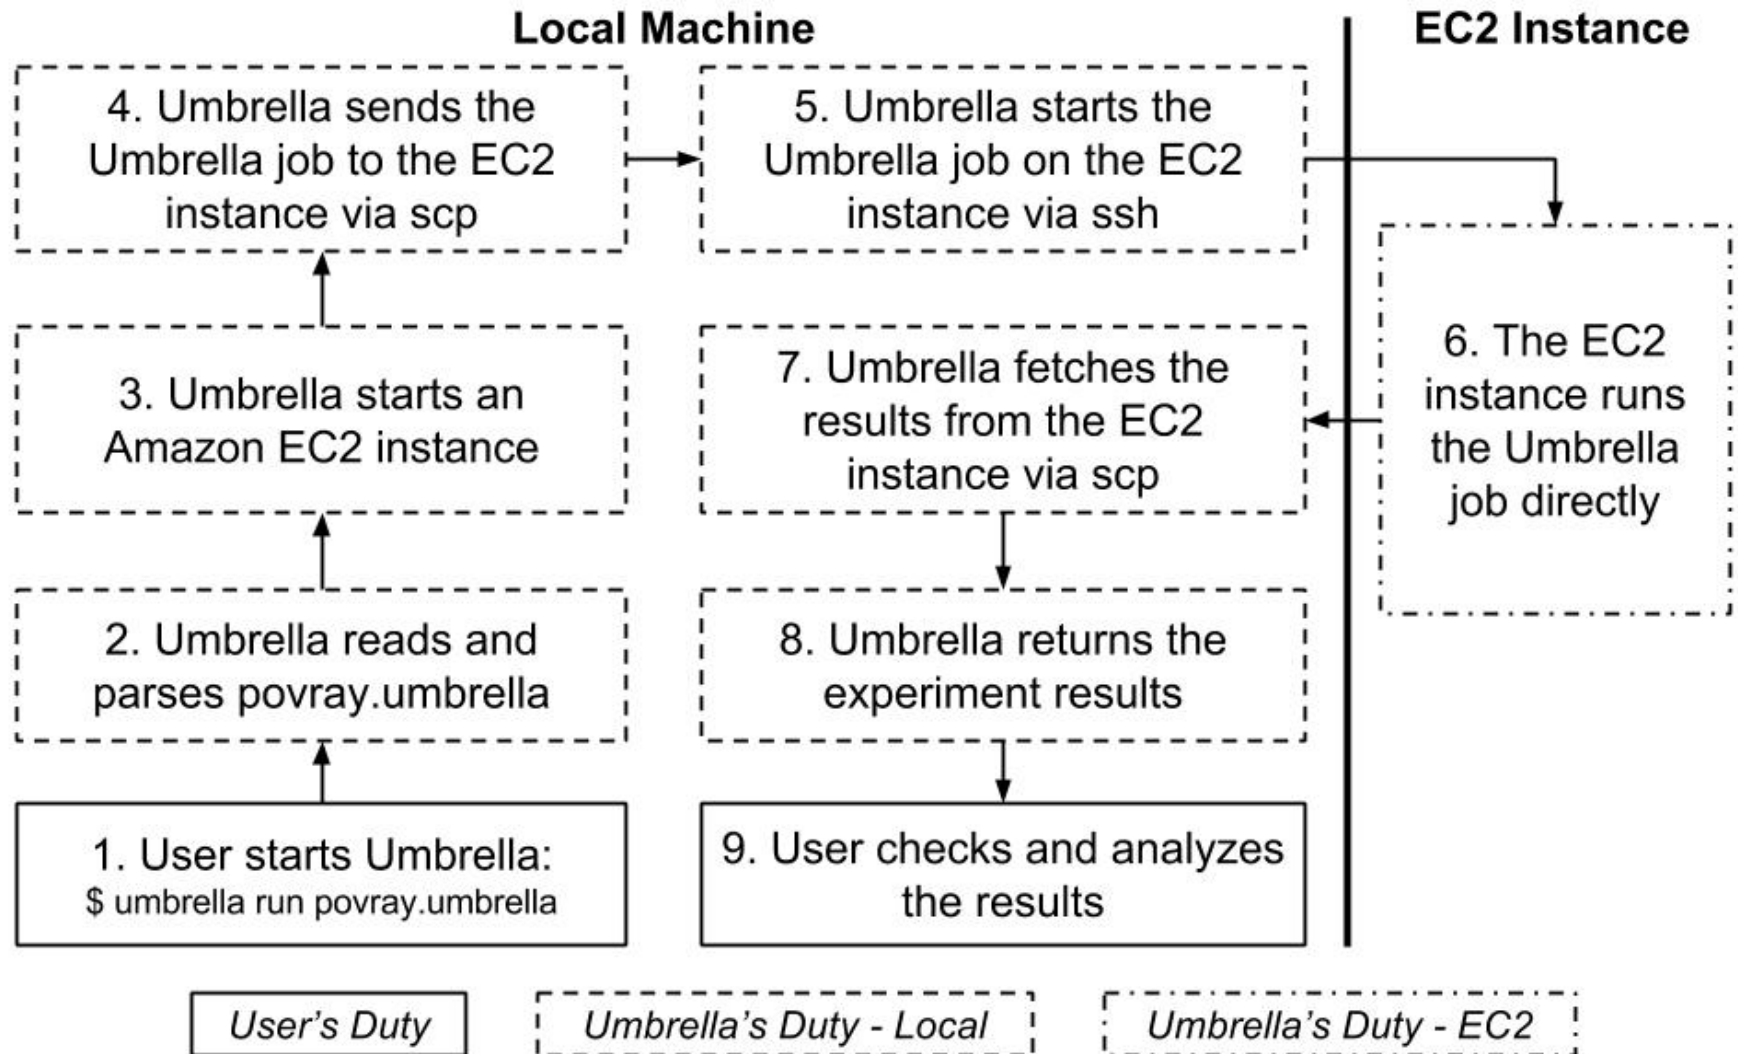 Local Machine
EC2 Instance
4. Umbrella sends the
Umbrella job to the EC2
instance via scp
5. Umbrella starts the
Umbrella job on the EC2
instance via ssh
6. The EC2
instance runs
the Umbrella
job directly
3. Umbrella starts an
Amazon EC2 instance
7. Umbrella fetches the
results from the EC2
instance via scp
2. Umbrella reads and
parses povray.umbrella
8. Umbrella returns the
experiment results
1. User starts Umbrella:
$ umbrella run povray.umbrella
9. User checks and analyzes
the results
User's Duty
Umbrella's Duty - Local
Umbrella's Duty - EC2